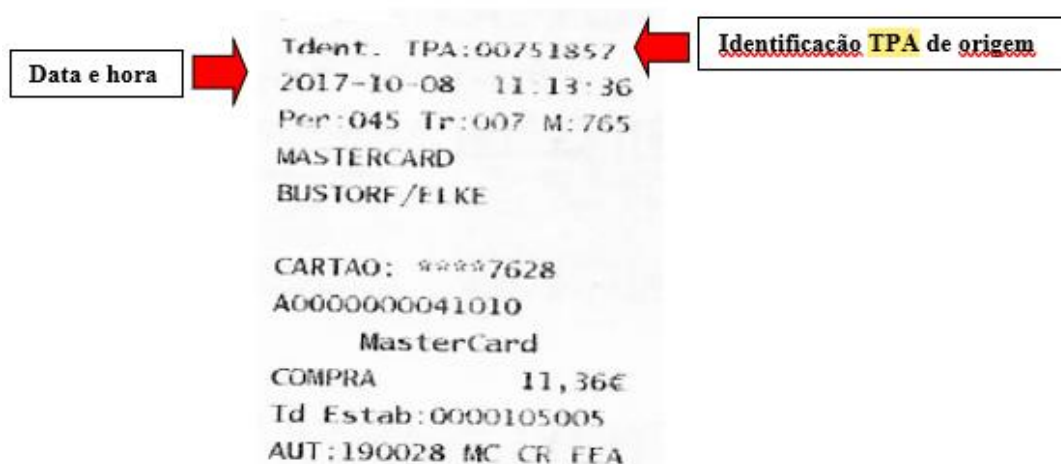 Ident. TPA:00751857
Identificação TPA de origem
Data e hora
2017-10-08 11:13:36
Per:045 Tr:007 M:765
MASTERCARD
BUSTORF/ELKE
CARTAO: ****7628
A0000000041010
MasterCard
COMPRA 11,36€
Id Estab:0000105005
AUT:190028 MC CR EEA